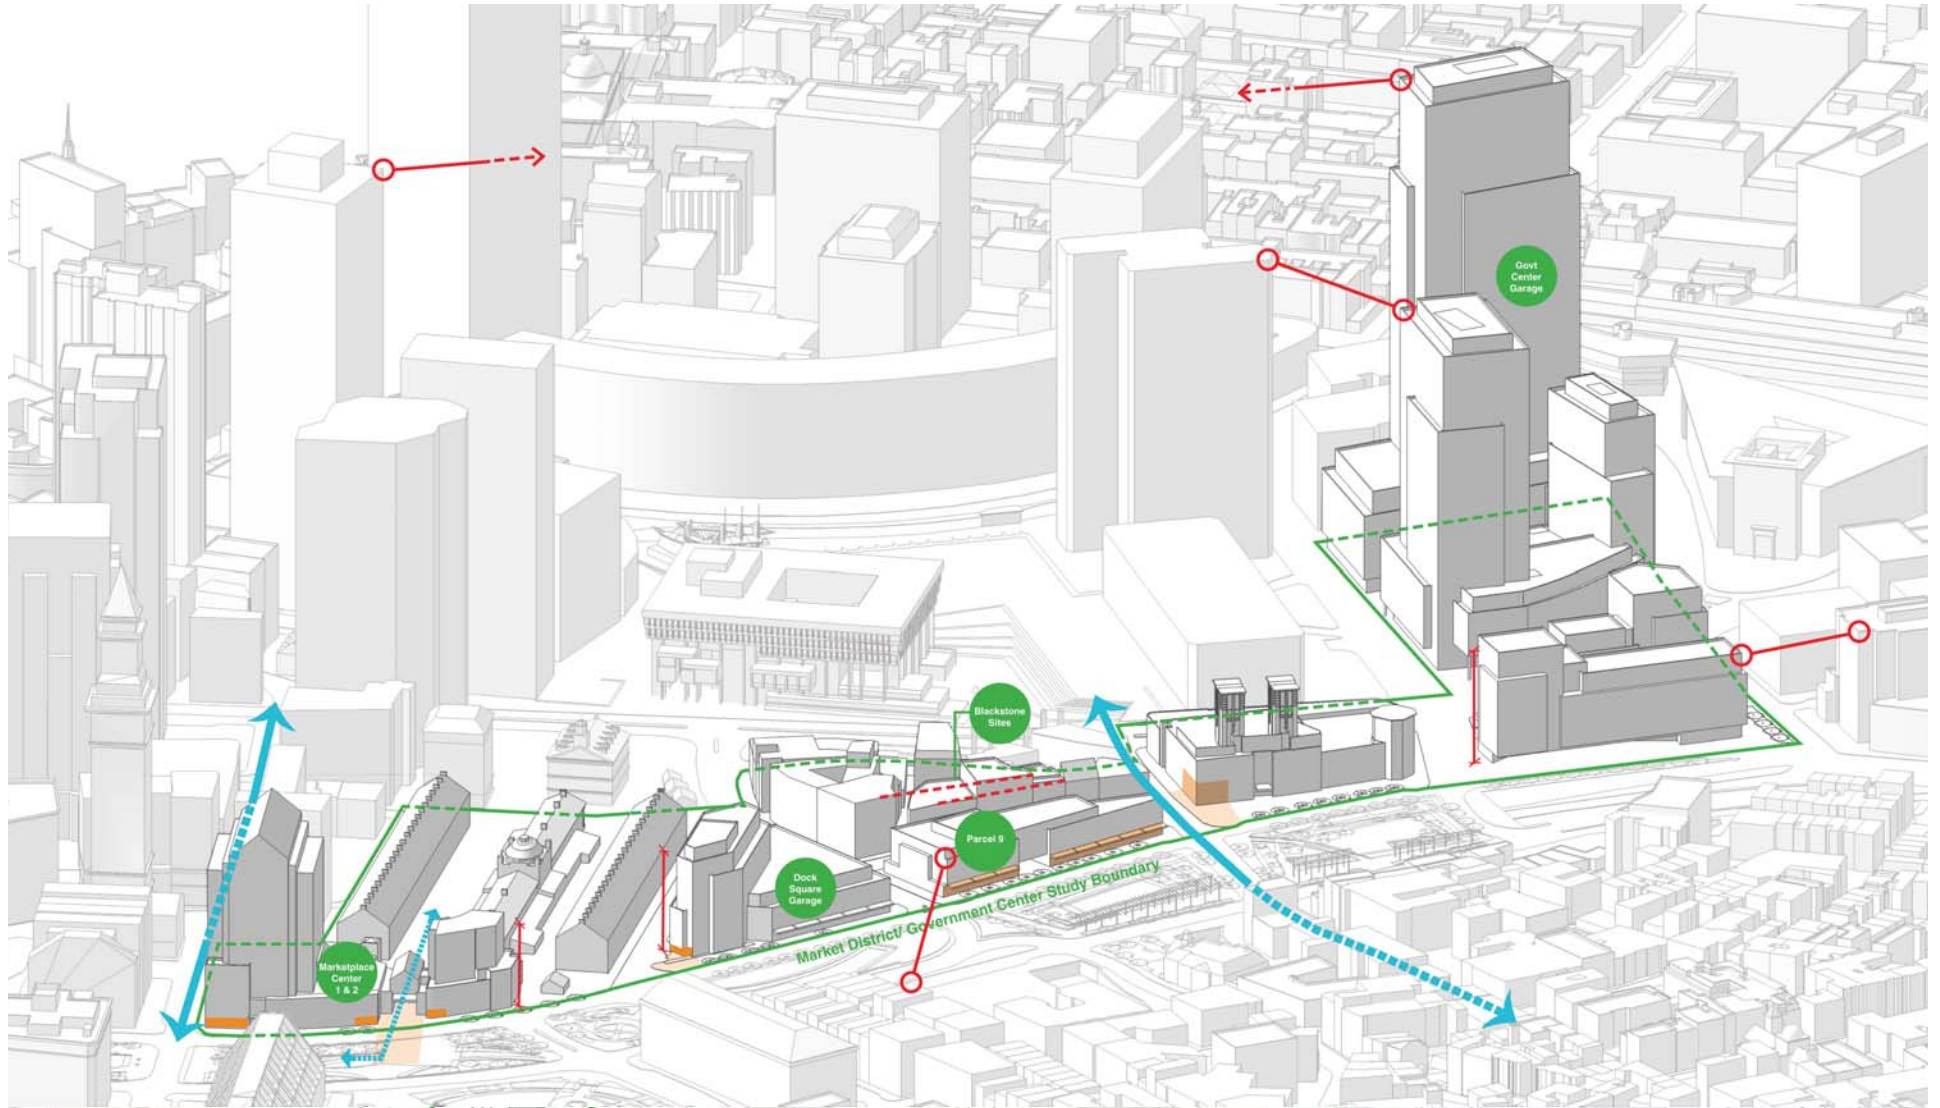 Govt
Center
Garage
Blackstone
Sites
Parcel 9
Dock
Square
Garage
Market District/ Government Center Study Boundary
Marketplace
Center
1 & 2